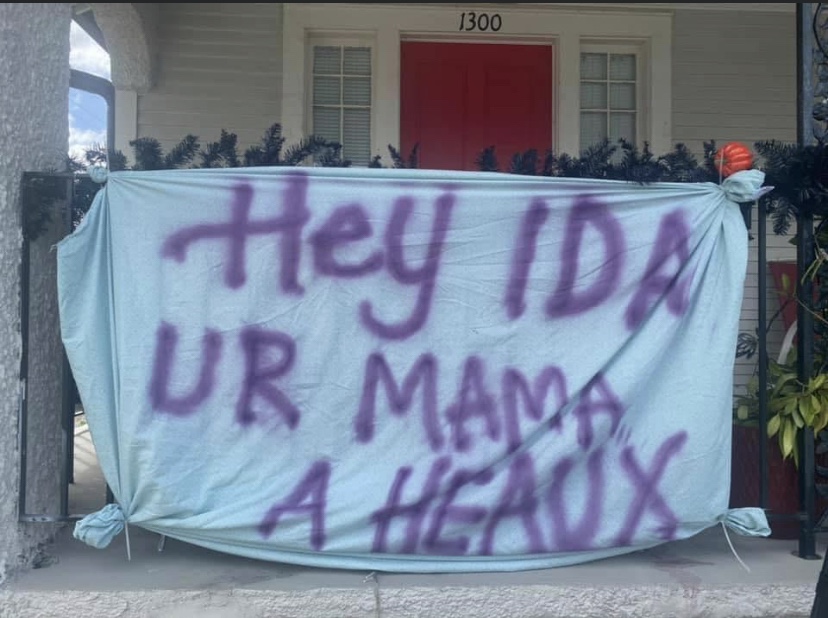 1300
Hey IDA
UR MAMA
A HEAUX